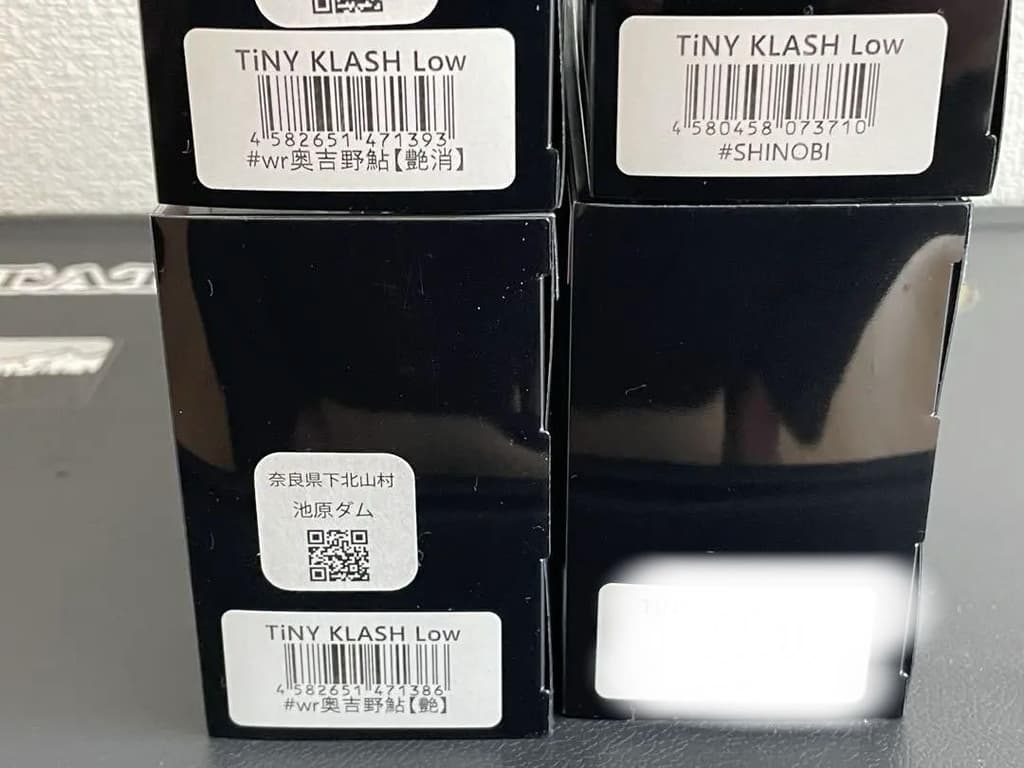 TiNY KLASH Low
4 582651 471393
#wr奥吉野鮎【艶消】
TiNY KLASH Low
4 580458 073710
#SHINOBI
奈良県下北山村
池原ダム
TiNY KLASH Low
4 582651 471386
#wr奥吉野鮎【艶】